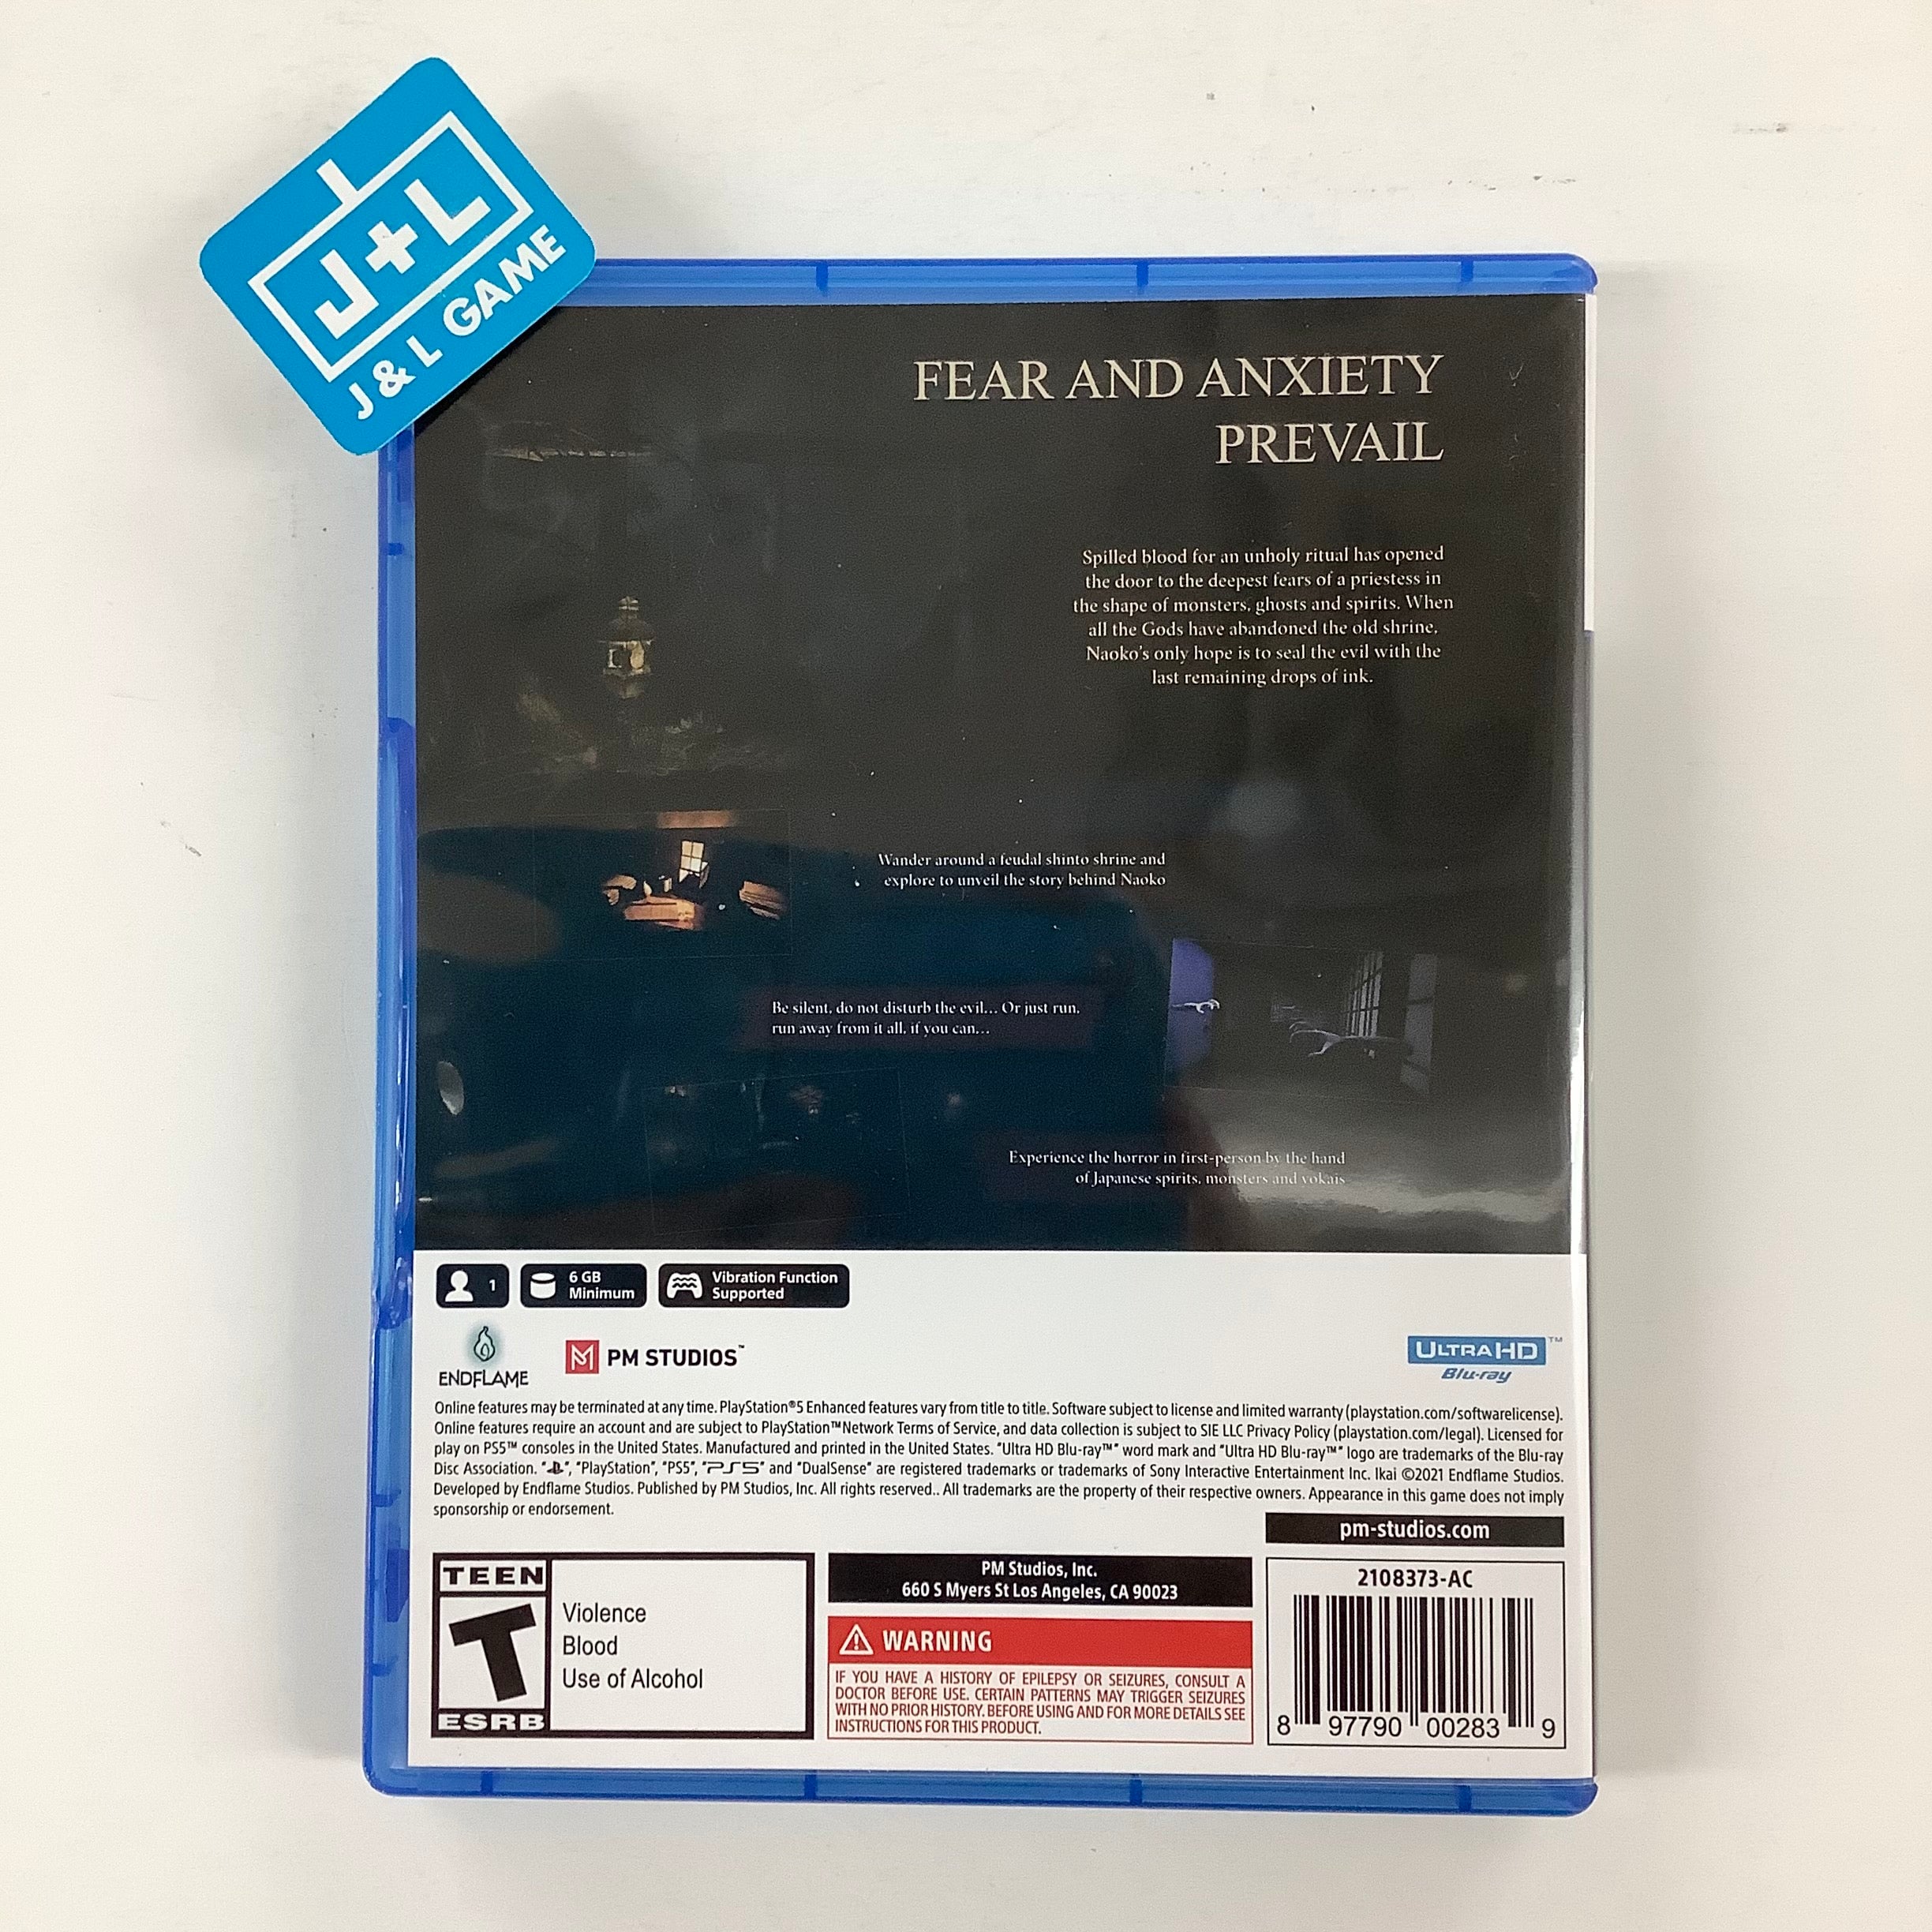 J+L
J & L GAME
FEAR AND ANXIETY
PREVAIL
Spilled blood for an unholy ritual has opened
the door to the deepest fears of a priestess in
the shape of monsters, ghosts and spirits. When
all the Gods have abandoned the old shrine,
Naoko's only hope is to seal the evil with the
last remaining drops of ink.
Wander around a feudal shinto shrine and
explore to unveil the story behind Naoko
Be silent, do not disturb the evil... Or just run,
run away from it all, if you can...
Experience the horror in first-person by the hand
of Japanese spirits, monsters and yokais
1
6 GB
Minimum
Vibration Function
Supported
ENDFLAME
PM STUDIOS™
ULTRA HD™
Blu-ray
Online features may be terminated at any time. PlayStation®5 Enhanced features vary from title to title. Software subject to license and limited warranty (playstation.com/softwarelicense).
Online features require an account and are subject to PlayStation™Network Terms of Service, and data collection is subject to SIE LLC Privacy Policy (playstation.com/legal). Licensed for
play on PS5™ consoles in the United States. Manufactured and printed in the United States. "Ultra HD Blu-ray™" word mark and "Ultra HD Blu-ray™" logo are trademarks of the Blu-ray
Disc Association. "", "PlayStation", "PS5", "PS5" and "DualSense" are registered trademarks or trademarks of Sony Interactive Entertainment Inc. Ikai ©2021 Endflame Studios.
Developed by Endflame Studios. Published by PM Studios, Inc. All rights reserved.. All trademarks are the property of their respective owners. Appearance in this game does not imply
sponsorship or endorsement.
pm-studios.com
TEEN
T
ESRB
Violence
Blood
Use of Alcohol
PM Studios, Inc.
660 S Myers St Los Angeles, CA 90023
WARNING
IF YOU HAVE A HISTORY OF EPILEPSY OR SEIZURES, CONSULT A
DOCTOR BEFORE USE. CERTAIN PATTERNS MAY TRIGGER SEIZURES
WITH NO PRIOR HISTORY. BEFORE USING AND FOR MORE DETAILS SEE
INSTRUCTIONS FOR THIS PRODUCT.
2108373-AC
8 97790 00283 9